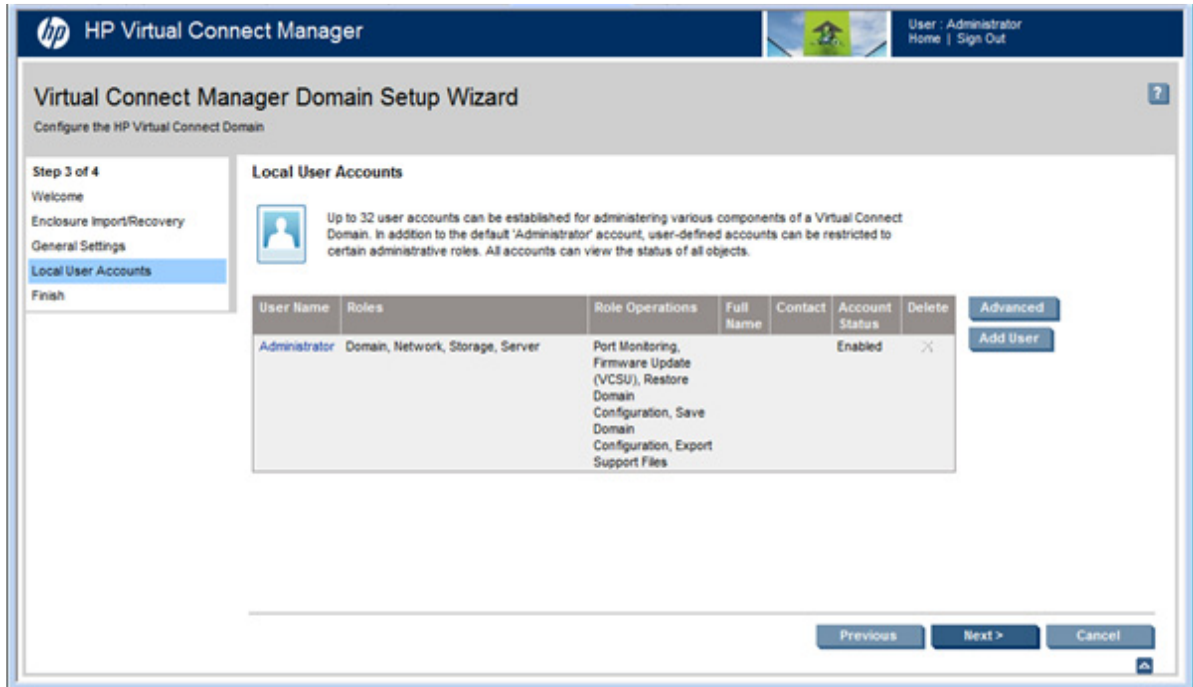 hp HP Virtual Connect Manager
User : Administrator
Home | Sign Out
Virtual Connect Manager Domain Setup Wizard
?
Configure the HP Virtual Connect Domain
Step 3 of 4
Welcome
Enclosure Import/Recovery
General Settings
Local User Accounts
Finish
Local User Accounts
Up to 32 user accounts can be established for administering various components of a Virtual Connect
Domain. In addition to the default 'Administrator' account, user-defined accounts can be restricted to
certain administrative roles. All accounts can view the status of all objects.
User Name Roles Role Operations Full Name Contact Account Status Delete
Administrator Domain, Network, Storage, Server Port Monitoring, Enabled
Firmware Update
(VCSU), Restore
Domain
Configuration, Save
Domain
Configuration, Export
Support Files
Advanced
Add User
Previous Next > Cancel